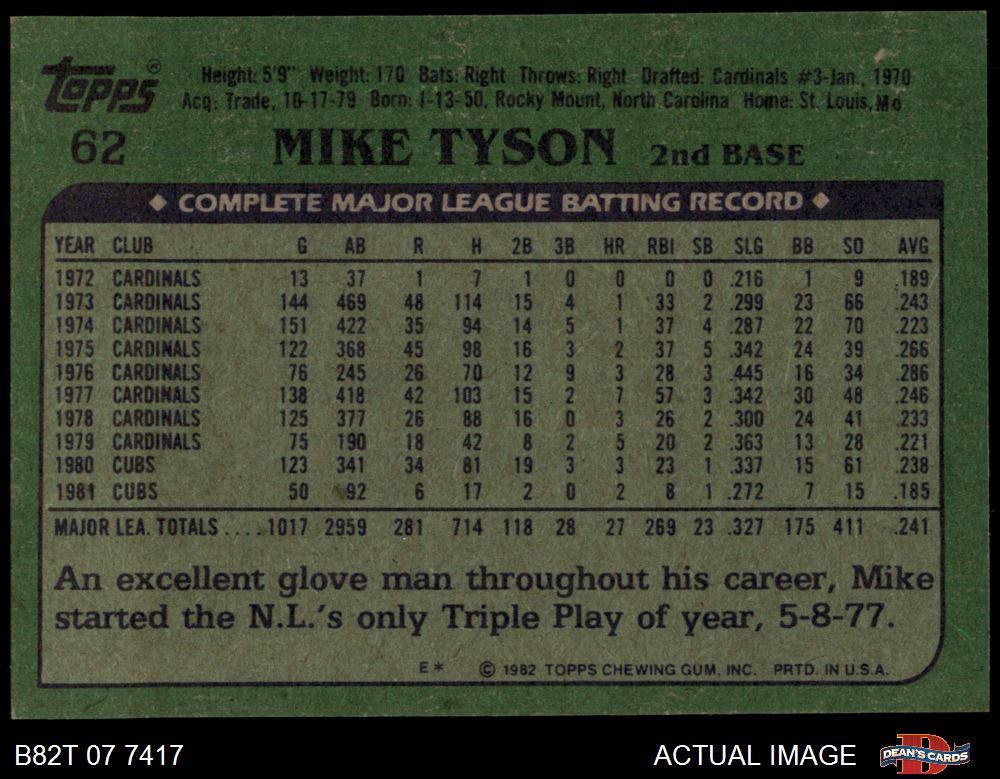 Topps®
Height: 5'9" Weight: 170 Bats: Right Throws: Right Drafted: Cardinals #3-Jan., 1970
Acq: Trade, 10-17-79 Born: 1-13-50, Rocky Mount, North Carolina Home: St. Louis, Mo
62 MIKE TYSON 2nd BASE
◆ COMPLETE MAJOR LEAGUE BATTING RECORD ◆
YEAR CLUB G AB R H 2B 3B HR RBI SB SLG BB SO AVG
1972 CARDINALS 13 37 1 7 1 0 0 0 0 .216 1 9 .189
1973 CARDINALS 144 469 48 114 15 4 1 33 2 .299 23 66 .243
1974 CARDINALS 151 422 35 94 14 5 1 37 4 .287 22 70 .223
1975 CARDINALS 122 368 45 98 16 3 2 37 5 .342 24 39 .266
1976 CARDINALS 76 245 26 70 12 9 3 28 3 .445 16 34 .286
1977 CARDINALS 138 418 42 103 15 2 7 57 3 .342 30 48 .246
1978 CARDINALS 125 377 26 88 16 0 3 26 2 .300 24 41 .233
1979 CARDINALS 75 190 18 42 8 2 5 20 2 .363 13 28 .221
1980 CUBS 123 341 34 81 19 3 3 23 1 .337 15 61 .238
1981 CUBS 50 92 6 17 2 0 2 8 1 .272 7 15 .185
MAJOR LEA. TOTALS ....1017 2959 281 714 118 28 27 269 23 .327 175 411 .241
An excellent glove man throughout his career, Mike
started the N.L.'s only Triple Play of year, 5-8-77.
E* © 1982 TOPPS CHEWING GUM, INC. PRTD. IN U.S.A.
B82T 07 7417 ACTUAL IMAGE DEAN'S CARDS